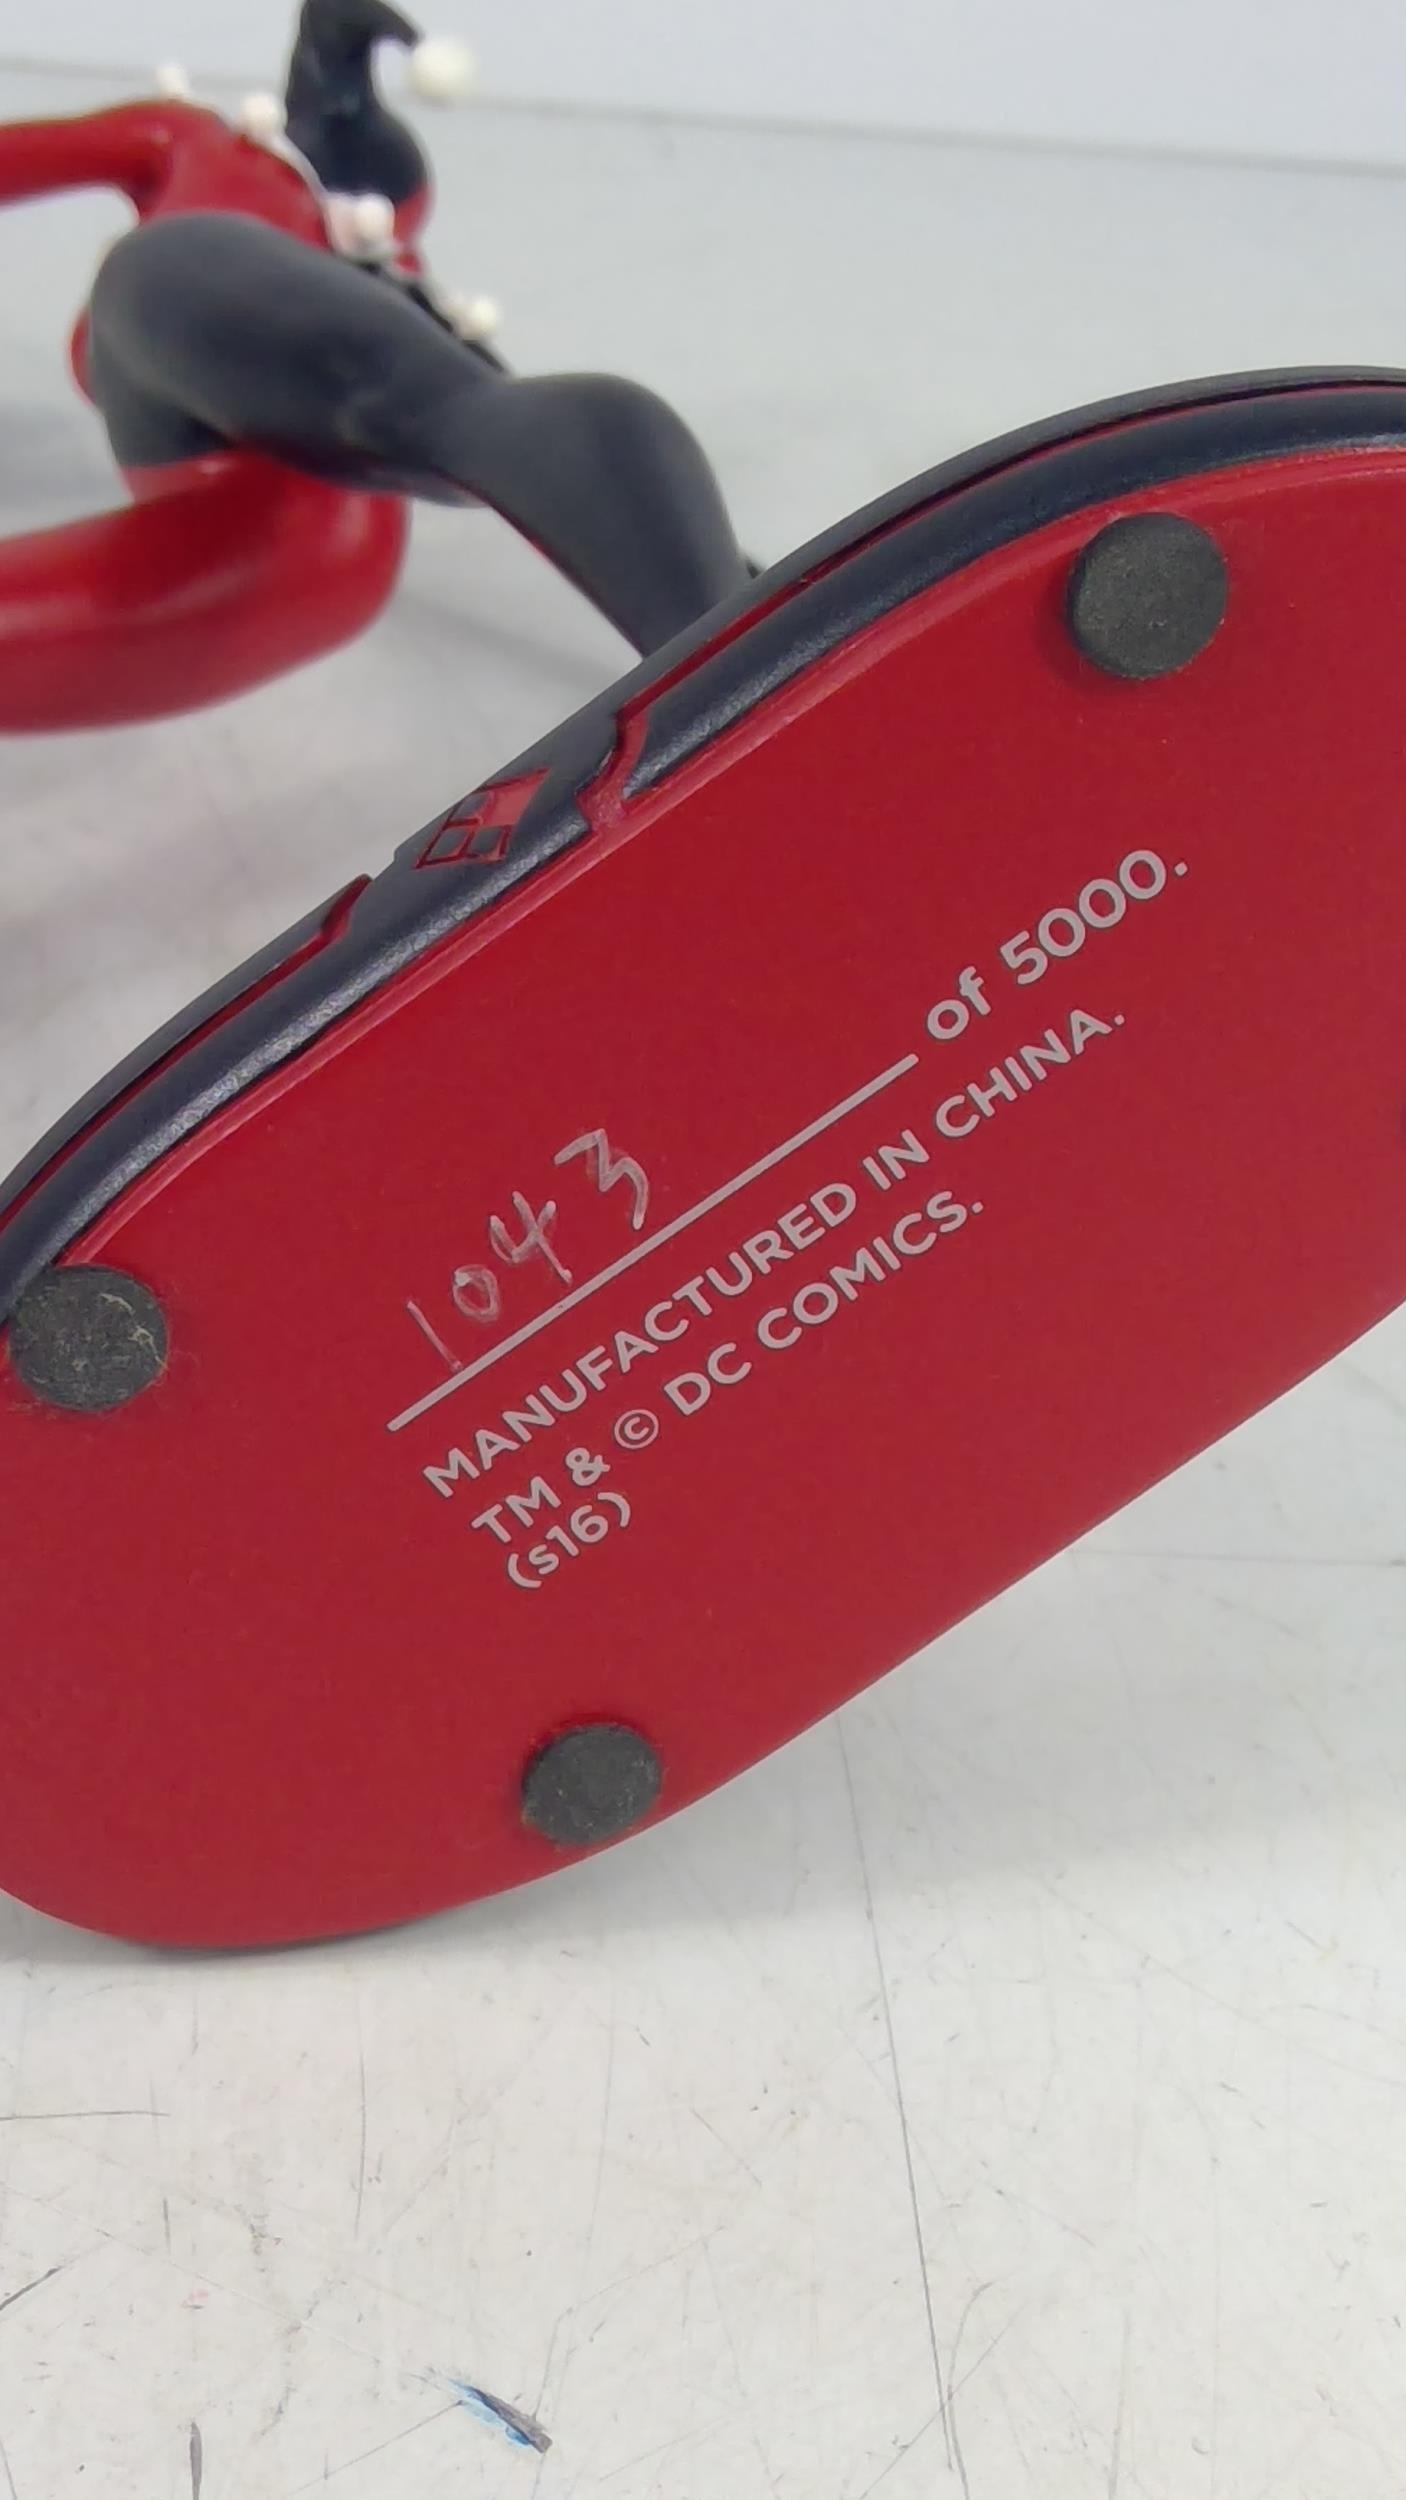 1043 of 5000.
MANUFACTURED IN CHINA.
TM & © DC COMICS.
(s16)